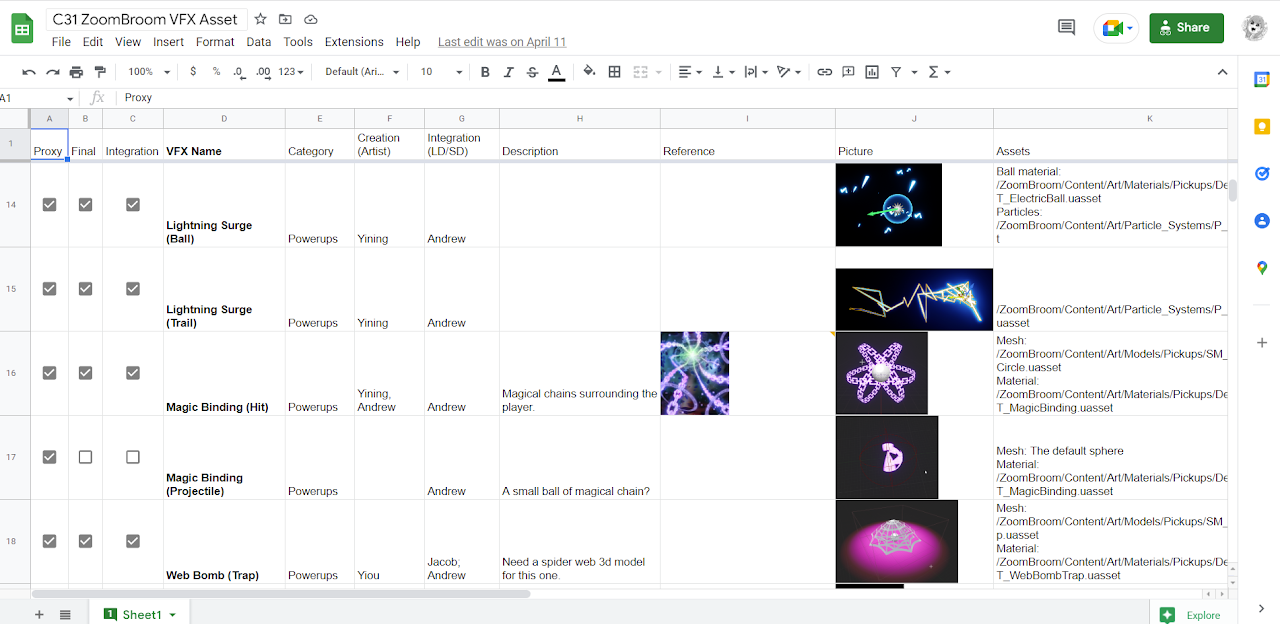 C31 ZoomBroom VFX Asset
File Edit View Insert Format Data Tools Extensions Help Last edit was on April 11
Share
100% $ % .0 .00 123 Default (Ari... 10 B I S A
31
A1 fx Proxy
A B C D E F G H I J K
1 Proxy Final Integration VFX Name Category Creation (Artist) Integration (LD/SD) Description Reference Picture Assets
14 Lightning Surge (Ball) Powerups Yining Andrew
Ball material:
/ZoomBroom/Content/Art/Materials/Pickups/De
T_ElectricBall.uasset
Particles:
/ZoomBroom/Content/Art/Particle_Systems/P_
t
15 Lightning Surge (Trail) Powerups Yining Andrew
/ZoomBroom/Content/Art/Particle_Systems/P_
uasset
16 Magic Binding (Hit) Powerups Yining, Andrew Andrew Magical chains surrounding the player.
Mesh:
/ZoomBroom/Content/Art/Models/Pickups/SM_
Circle.uasset
Material:
/ZoomBroom/Content/Art/Materials/Pickups/De
T_MagicBinding.uasset
17 Magic Binding (Projectile) Powerups Andrew A small ball of magical chain?
Mesh: The default sphere
Material:
/ZoomBroom/Content/Art/Materials/Pickups/De
T_MagicBinding.uasset
18 Web Bomb (Trap) Powerups Yiou Jacob; Andrew Need a spider web 3d model for this one.
Mesh:
/ZoomBroom/Content/Art/Models/Pickups/SM_
p.uasset
Material:
/ZoomBroom/Content/Art/Materials/Pickups/De
T_WebBombTrap.uasset
1 Sheet1
Explore